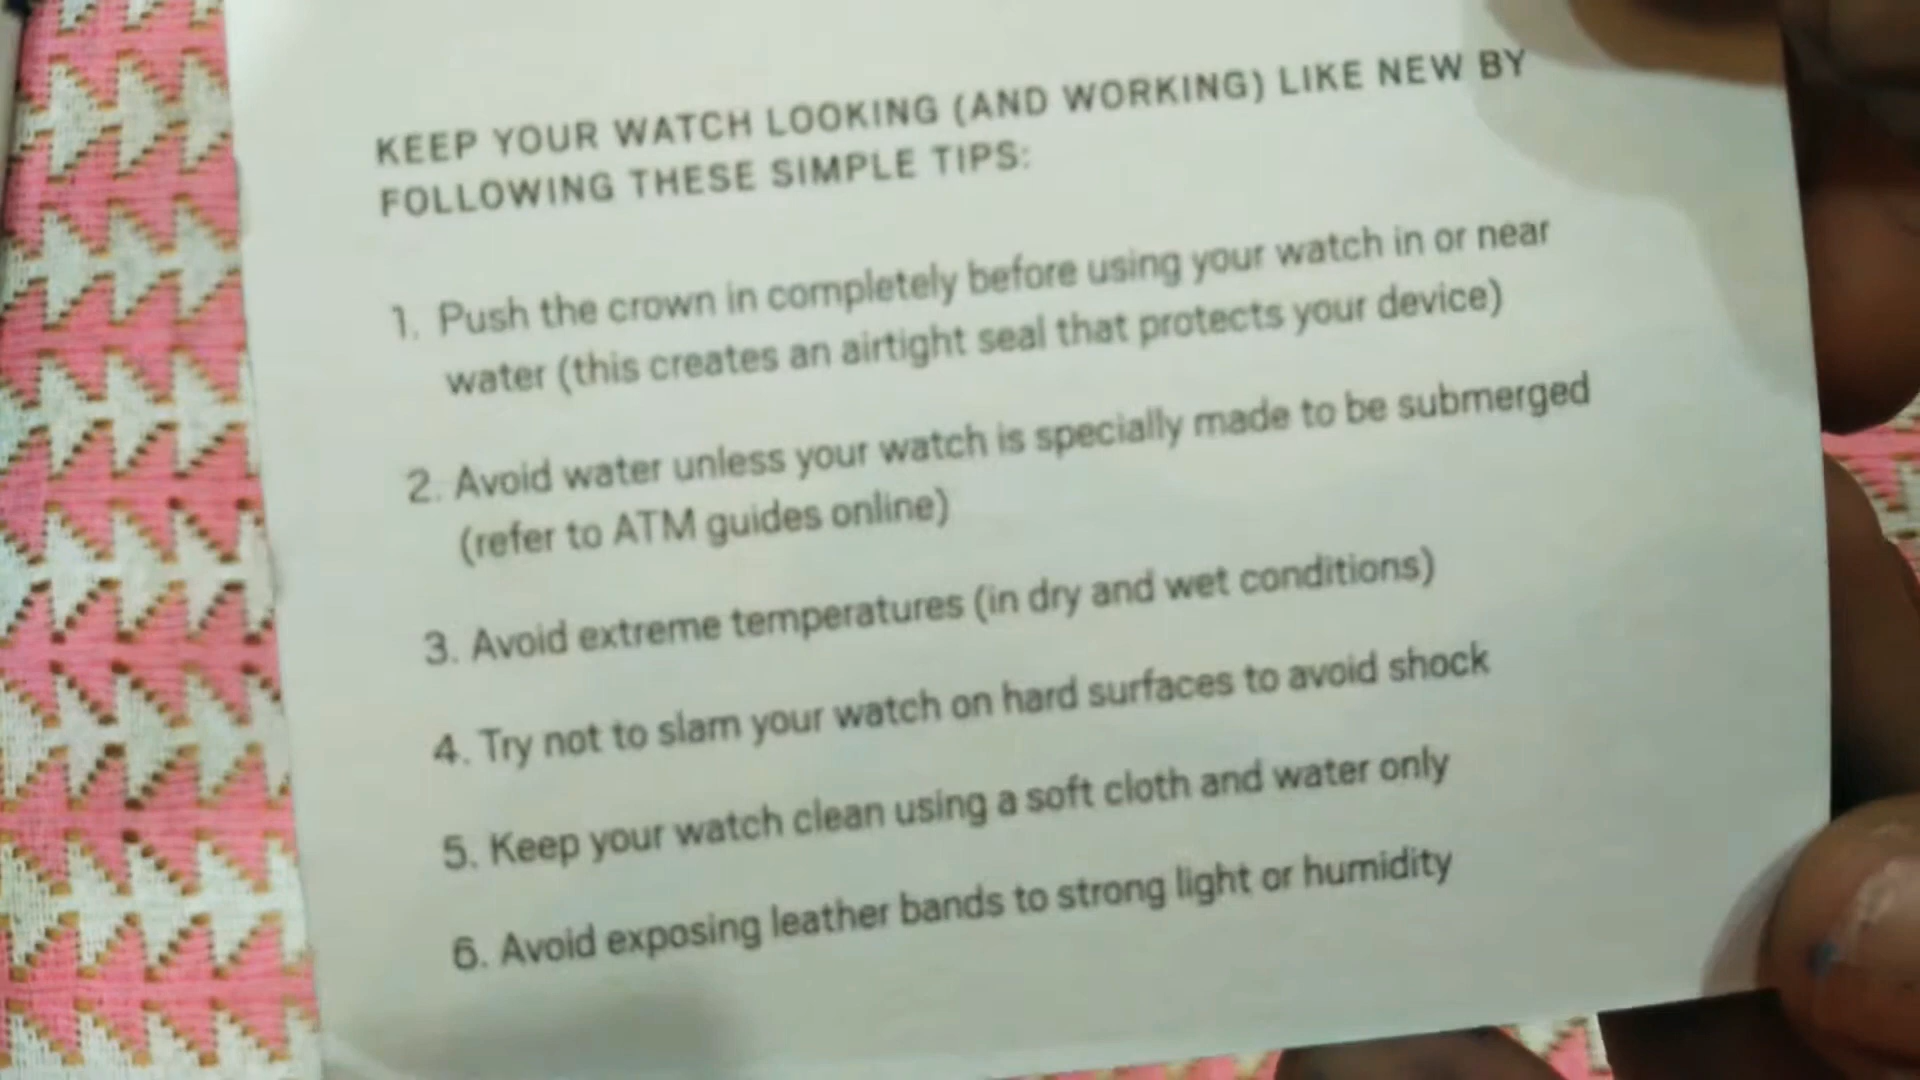 KEEP YOUR WATCH LOOKING (AND WORKING) LIKE NEW BY
FOLLOWING THESE SIMPLE TIPS:
1. Push the crown in completely before using your watch in or near
water (this creates an airtight seal that protects your device)
2. Avoid water unless your watch is specially made to be submerged
(refer to ATM guides online)
3. Avoid extreme temperatures (in dry and wet conditions)
4. Try not to slam your watch on hard surfaces to avoid shock
5. Keep your watch clean using a soft cloth and water only
6. Avoid exposing leather bands to strong light or humidity